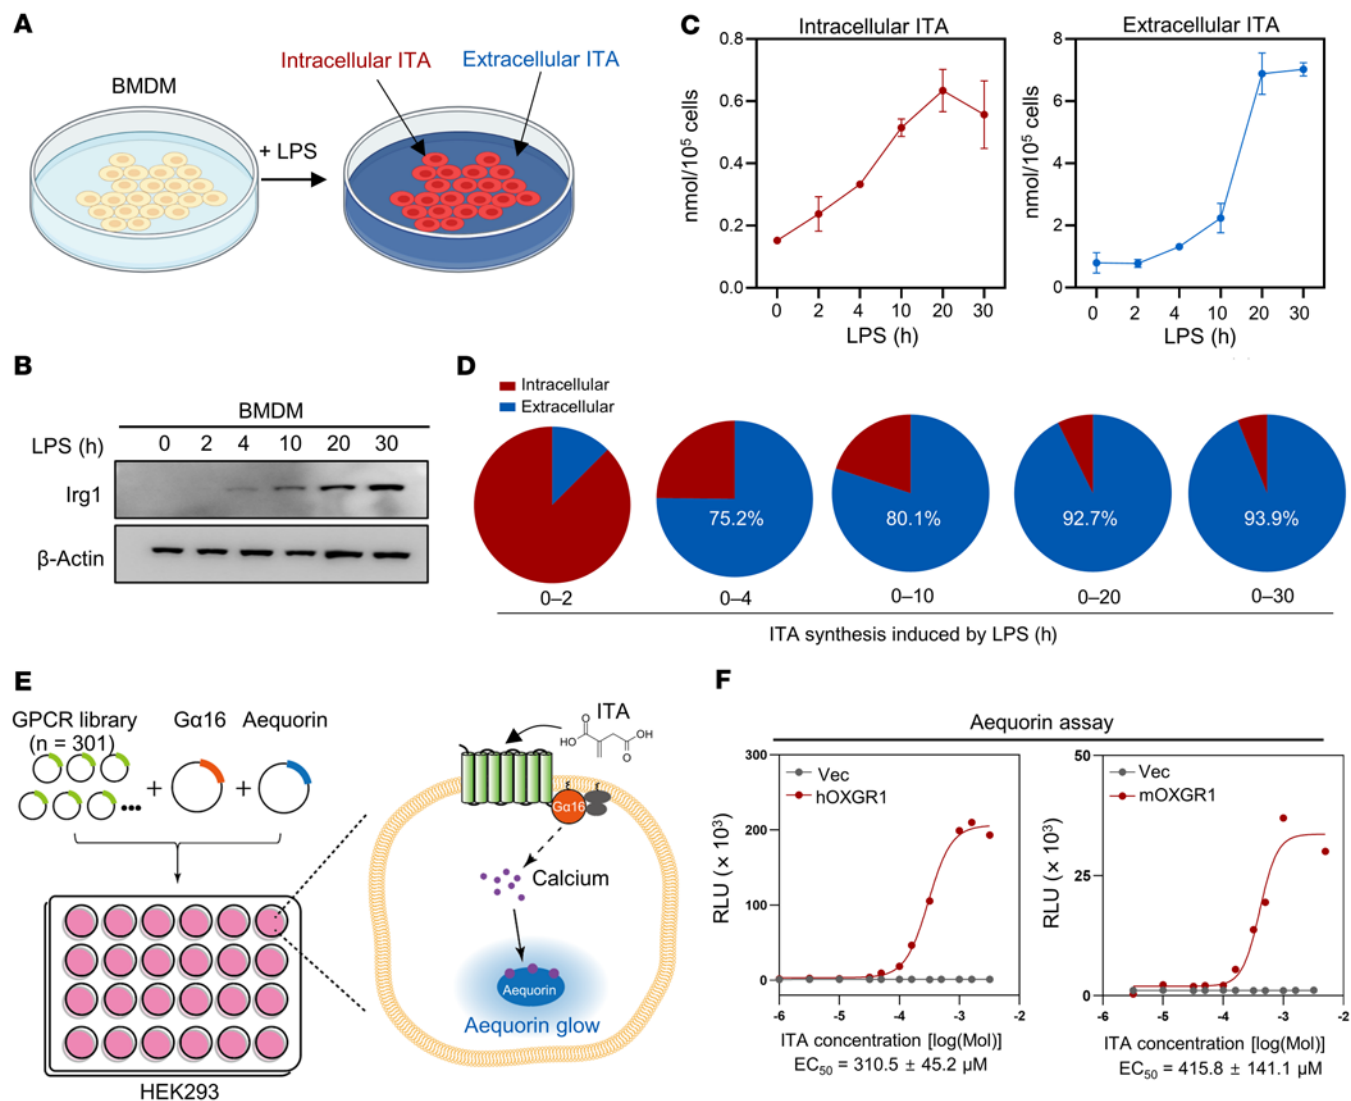 A
BMDM
+ LPS
Intracellular ITA
Extracellular ITA
B
BMDM
LPS (h) 0 2 4 10 20 30
Irg1
β-Actin
C
Intracellular ITA
nmol/10⁵ cells
0.8
0.6
0.4
0.2
0.0
0 2 4 10 20 30
LPS (h)
Extracellular ITA
nmol/10⁵ cells
8
6
4
2
0
0 2 4 10 20 30
LPS (h)
D
Intracellular
Extracellular
75.2% 80.1% 92.7% 93.9%
0–2 0–4 0–10 0–20 0–30
ITA synthesis induced by LPS (h)
E
GPCR library
(n = 301)
+
Gα16
+
Aequorin
HEK293
ITA
HO
O
O
OH
Gα16
Calcium
Aequorin
Aequorin glow
F
Aequorin assay
RLU (× 10³)
300
200
100
0
Vec
hOXGR1
-6 -5 -4 -3 -2
ITA concentration [log(Mol)]
EC₅₀ = 310.5 ± 45.2 μM
RLU (× 10³)
50
25
0
Vec
mOXGR1
-6 -5 -4 -3 -2
ITA concentration [log(Mol)]
EC₅₀ = 415.8 ± 141.1 μM